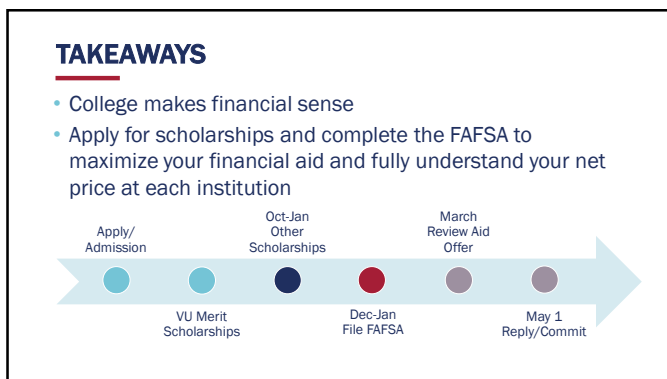 TAKEAWAYS
• College makes financial sense
• Apply for scholarships and complete the FAFSA to
maximize your financial aid and fully understand your net
price at each institution
Apply/
Admission
VU Merit
Scholarships
Oct-Jan
Other
Scholarships
Dec-Jan
File FAFSA
March
Review Aid
Offer
May 1
Reply/Commit